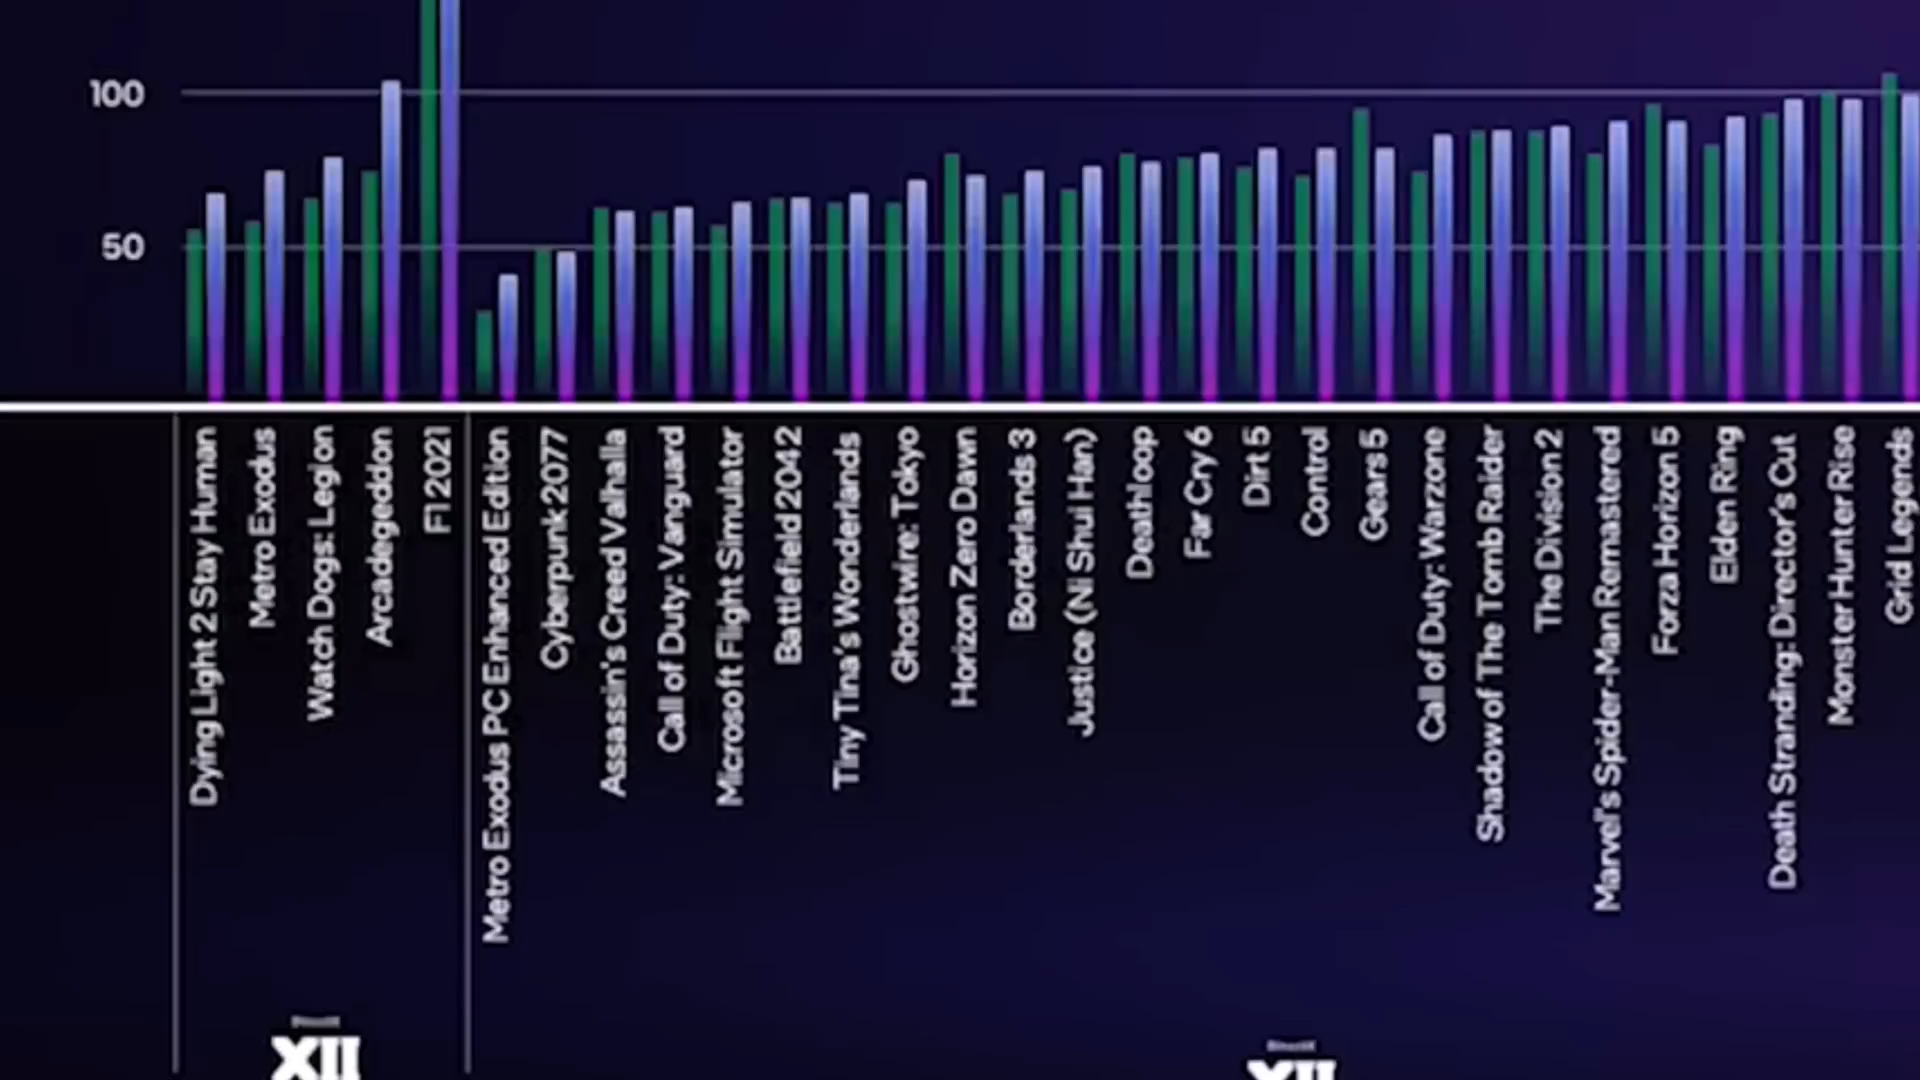 100
50
Dying Light 2 Stay Human
Metro Exodus
Watch Dogs: Legion
Arcadegeddon
F1 2021
Metro Exodus PC Enhanced Edition
Cyberpunk 2077
Assassin's Creed Valhalla
Call of Duty: Vanguard
Microsoft Flight Simulator
Battlefield 2042
Tiny Tina's Wonderlands
Ghostwire: Tokyo
Horizon Zero Dawn
Borderlands 3
Justice (Ni Shui Han)
Deathloop
Far Cry 6
Dirt 5
Control
Gears 5
Call of Duty: Warzone
Shadow of The Tomb Raider
The Division 2
Marvel's Spider-Man Remastered
Forza Horizon 5
Elden Ring
Death Stranding: Director's Cut
Monster Hunter Rise
Grid Legends
XII
XII